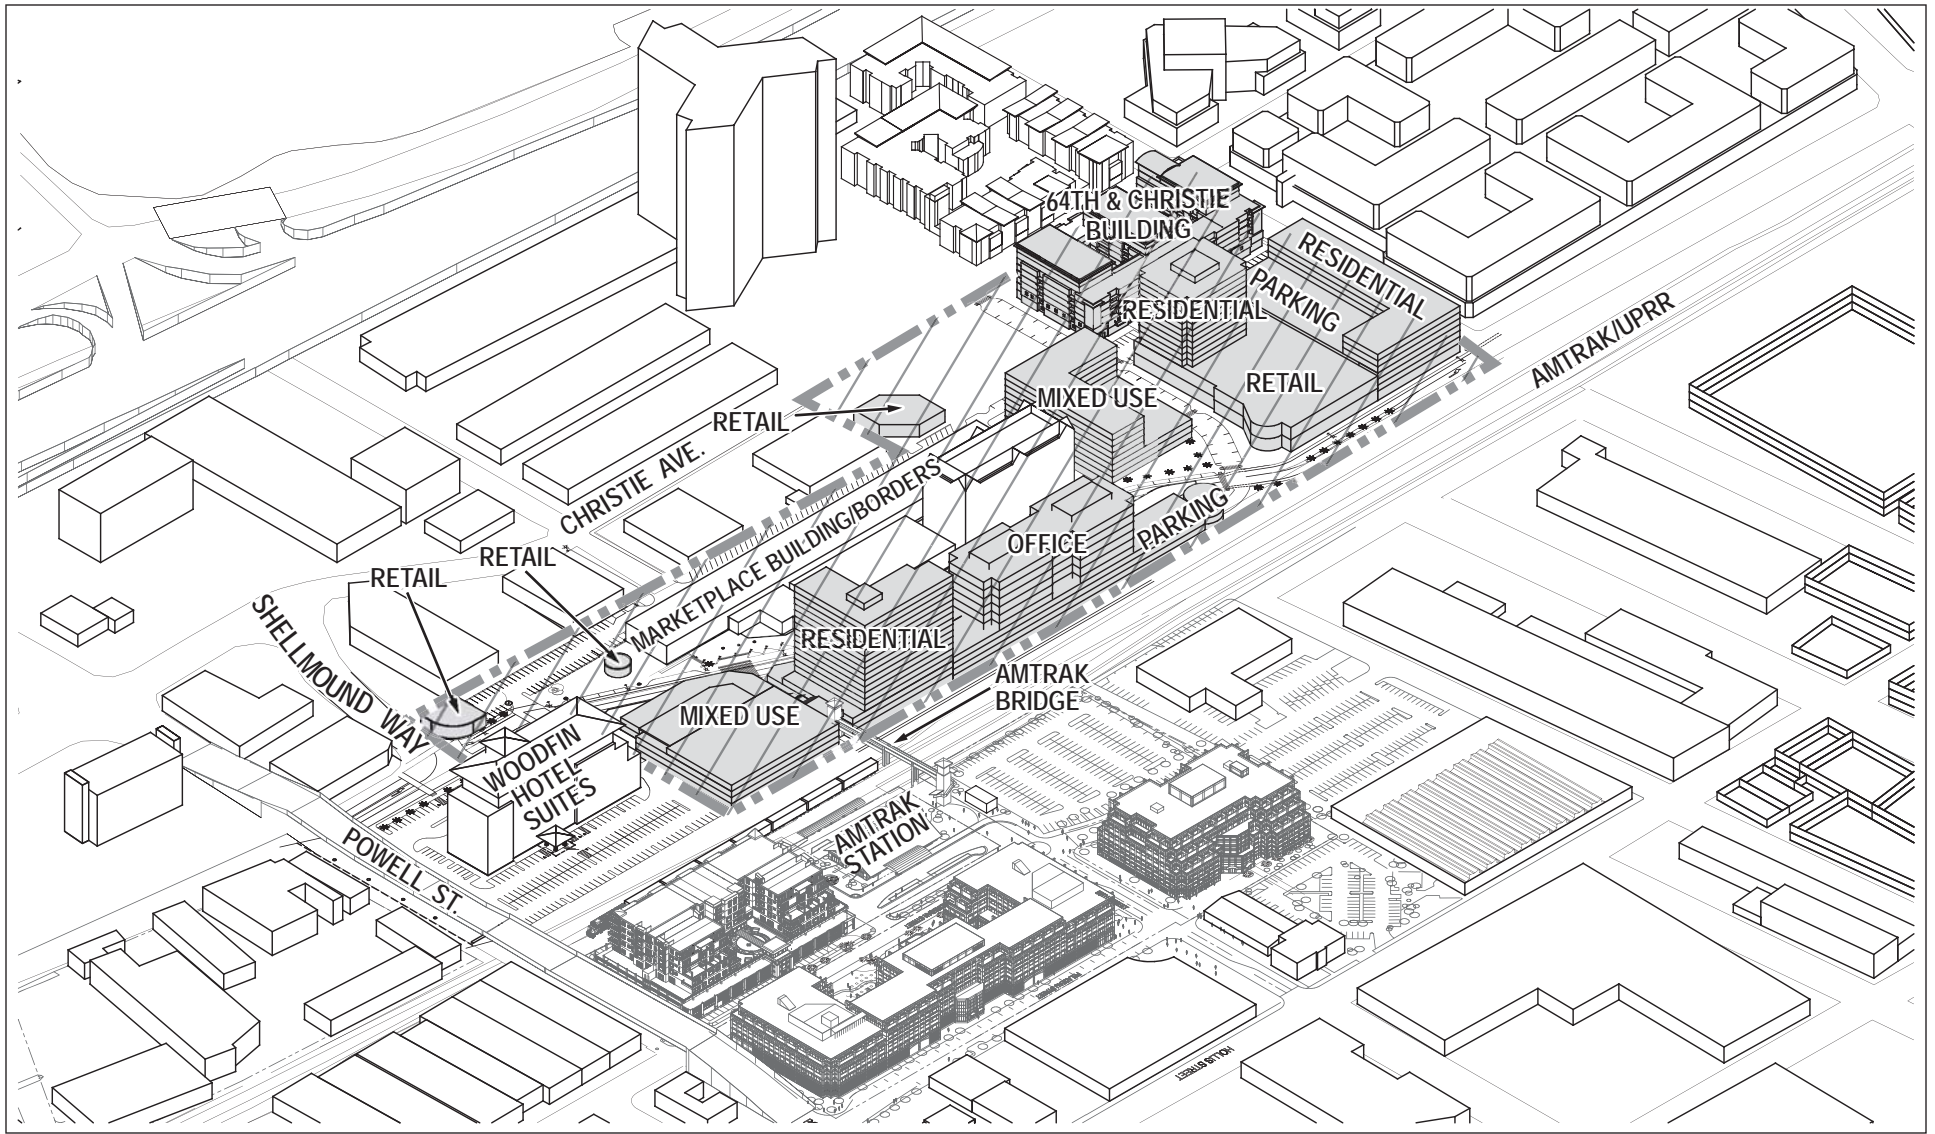 64TH & CHRISTIE
BUILDING
RESIDENTIAL
PARKING
RESIDENTIAL
RETAIL
AMTRAK/UPRR
MIXED USE
RETAIL
CHRISTIE AVE.
MARKETPLACE BUILDING/BORDERS
PARKING
OFFICE
RETAIL
RETAIL
SHELLMOUND WAY
RESIDENTIAL
AMTRAK
BRIDGE
MIXED USE
WOODFIN
HOTEL
SUITES
AMTRAK
STATION
POWELL ST.
HOLLIS STREET